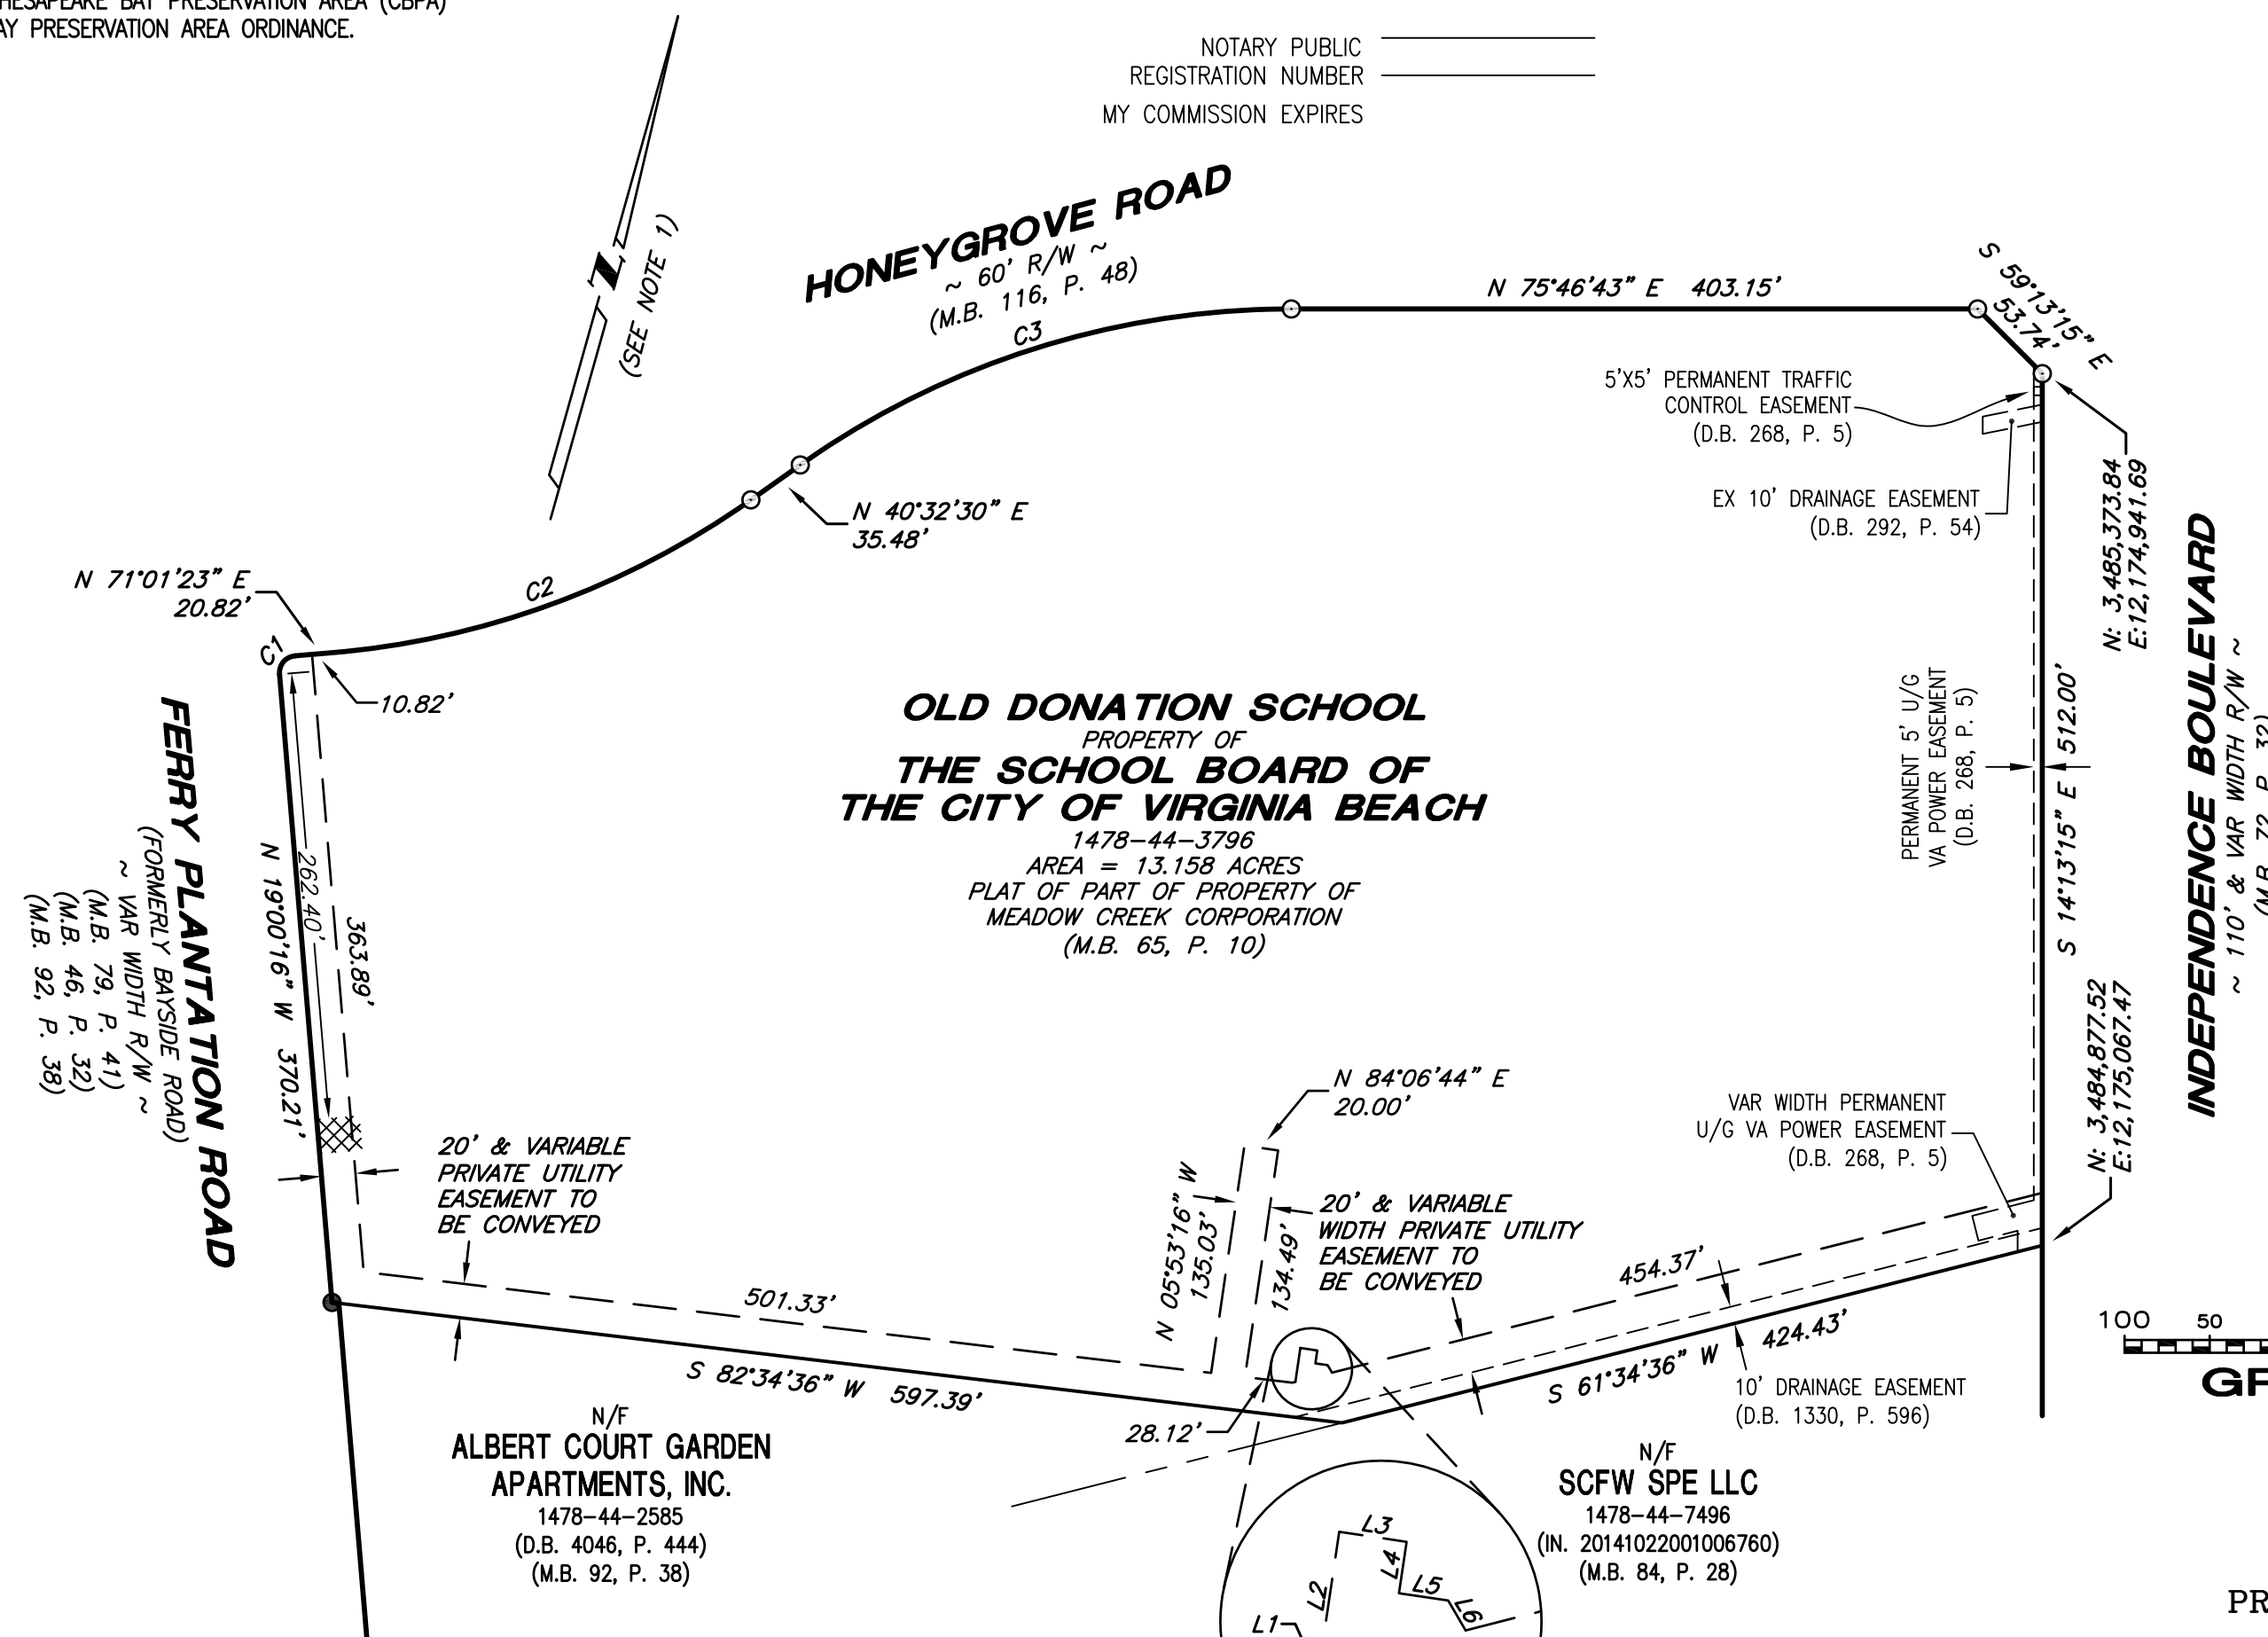 CHESAPEAKE BAY PRESERVATION AREA (CBPA)
PRESERVATION AREA ORDINANCE.
NOTARY PUBLIC
REGISTRATION NUMBER
MY COMMISSION EXPIRES
N
(SEE NOTE 1)
HONEYGROVE ROAD
~ 60' R/W ~
(M.B. 116, P. 48)
C3
N 75°46'43" E 403.15'
S 59°13'15" E
53.74'
5'X5' PERMANENT TRAFFIC
CONTROL EASEMENT
(D.B. 268, P. 5)
EX 10' DRAINAGE EASEMENT
(D.B. 292, P. 54)
N: 3,485,373.84
E:12,174,941.69
N 40°32'30" E
35.48'
N 71°01'23" E
20.82'
C2
C1
10.82'
OLD DONATION SCHOOL
PROPERTY OF
THE SCHOOL BOARD OF
THE CITY OF VIRGINIA BEACH
1478-44-3796
AREA = 13.158 ACRES
PLAT OF PART OF PROPERTY OF
MEADOW CREEK CORPORATION
(M.B. 65, P. 10)
PERMANENT 5' U/G
VA POWER EASEMENT
(D.B. 268, P. 5)
S 14°13'15" E 512.00'
INDEPENDENCE BOULEVARD
~ 110' & VAR WIDTH R/W ~
(M.B. 72, P. 32)
FERRY PLANTATION ROAD
(FORMERLY BAYSIDE ROAD)
~ VAR WIDTH R/W ~
(M.B. 79, P. 41)
(M.B. 46, P. 32)
(M.B. 92, P. 38)
N 19°00'16" W 370.21'
262.40'
363.89'
N: 3,484,877.52
E:12,175,067.47
VAR WIDTH PERMANENT
U/G VA POWER EASEMENT
(D.B. 268, P. 5)
20' & VARIABLE
PRIVATE UTILITY
EASEMENT TO
BE CONVEYED
N 84°06'44" E
20.00'
N 05°53'16" W
135.03'
134.49'
20' & VARIABLE
WIDTH PRIVATE UTILITY
EASEMENT TO
BE CONVEYED
454.37'
501.33'
S 82°34'36" W 597.39'
28.12'
S 61°34'36" W 424.43'
10' DRAINAGE EASEMENT
(D.B. 1330, P. 596)
100 50
N/F
ALBERT COURT GARDEN
APARTMENTS, INC.
1478-44-2585
(D.B. 4046, P. 444)
(M.B. 92, P. 38)
N/F
SCFW SPE LLC
1478-44-7496
(IN. 20141022001006760)
(M.B. 84, P. 28)
L3
L4
L2
L5
L6
L1